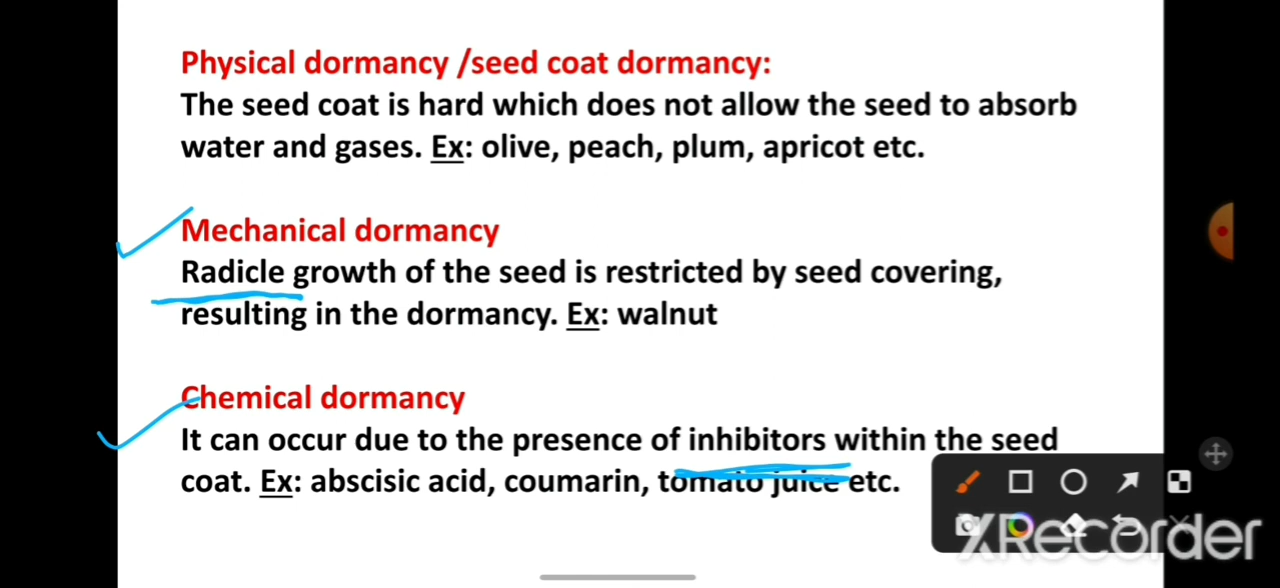 Physical dormancy /seed coat dormancy:
The seed coat is hard which does not allow the seed to absorb
water and gases. Ex: olive, peach, plum, apricot etc.
Mechanical dormancy
Radicle growth of the seed is restricted by seed covering,
resulting in the dormancy. Ex: walnut
Chemical dormancy
It can occur due to the presence of inhibitors within the seed
coat. Ex: abscisic acid, coumarin, tomato juice etc.
XRecorder